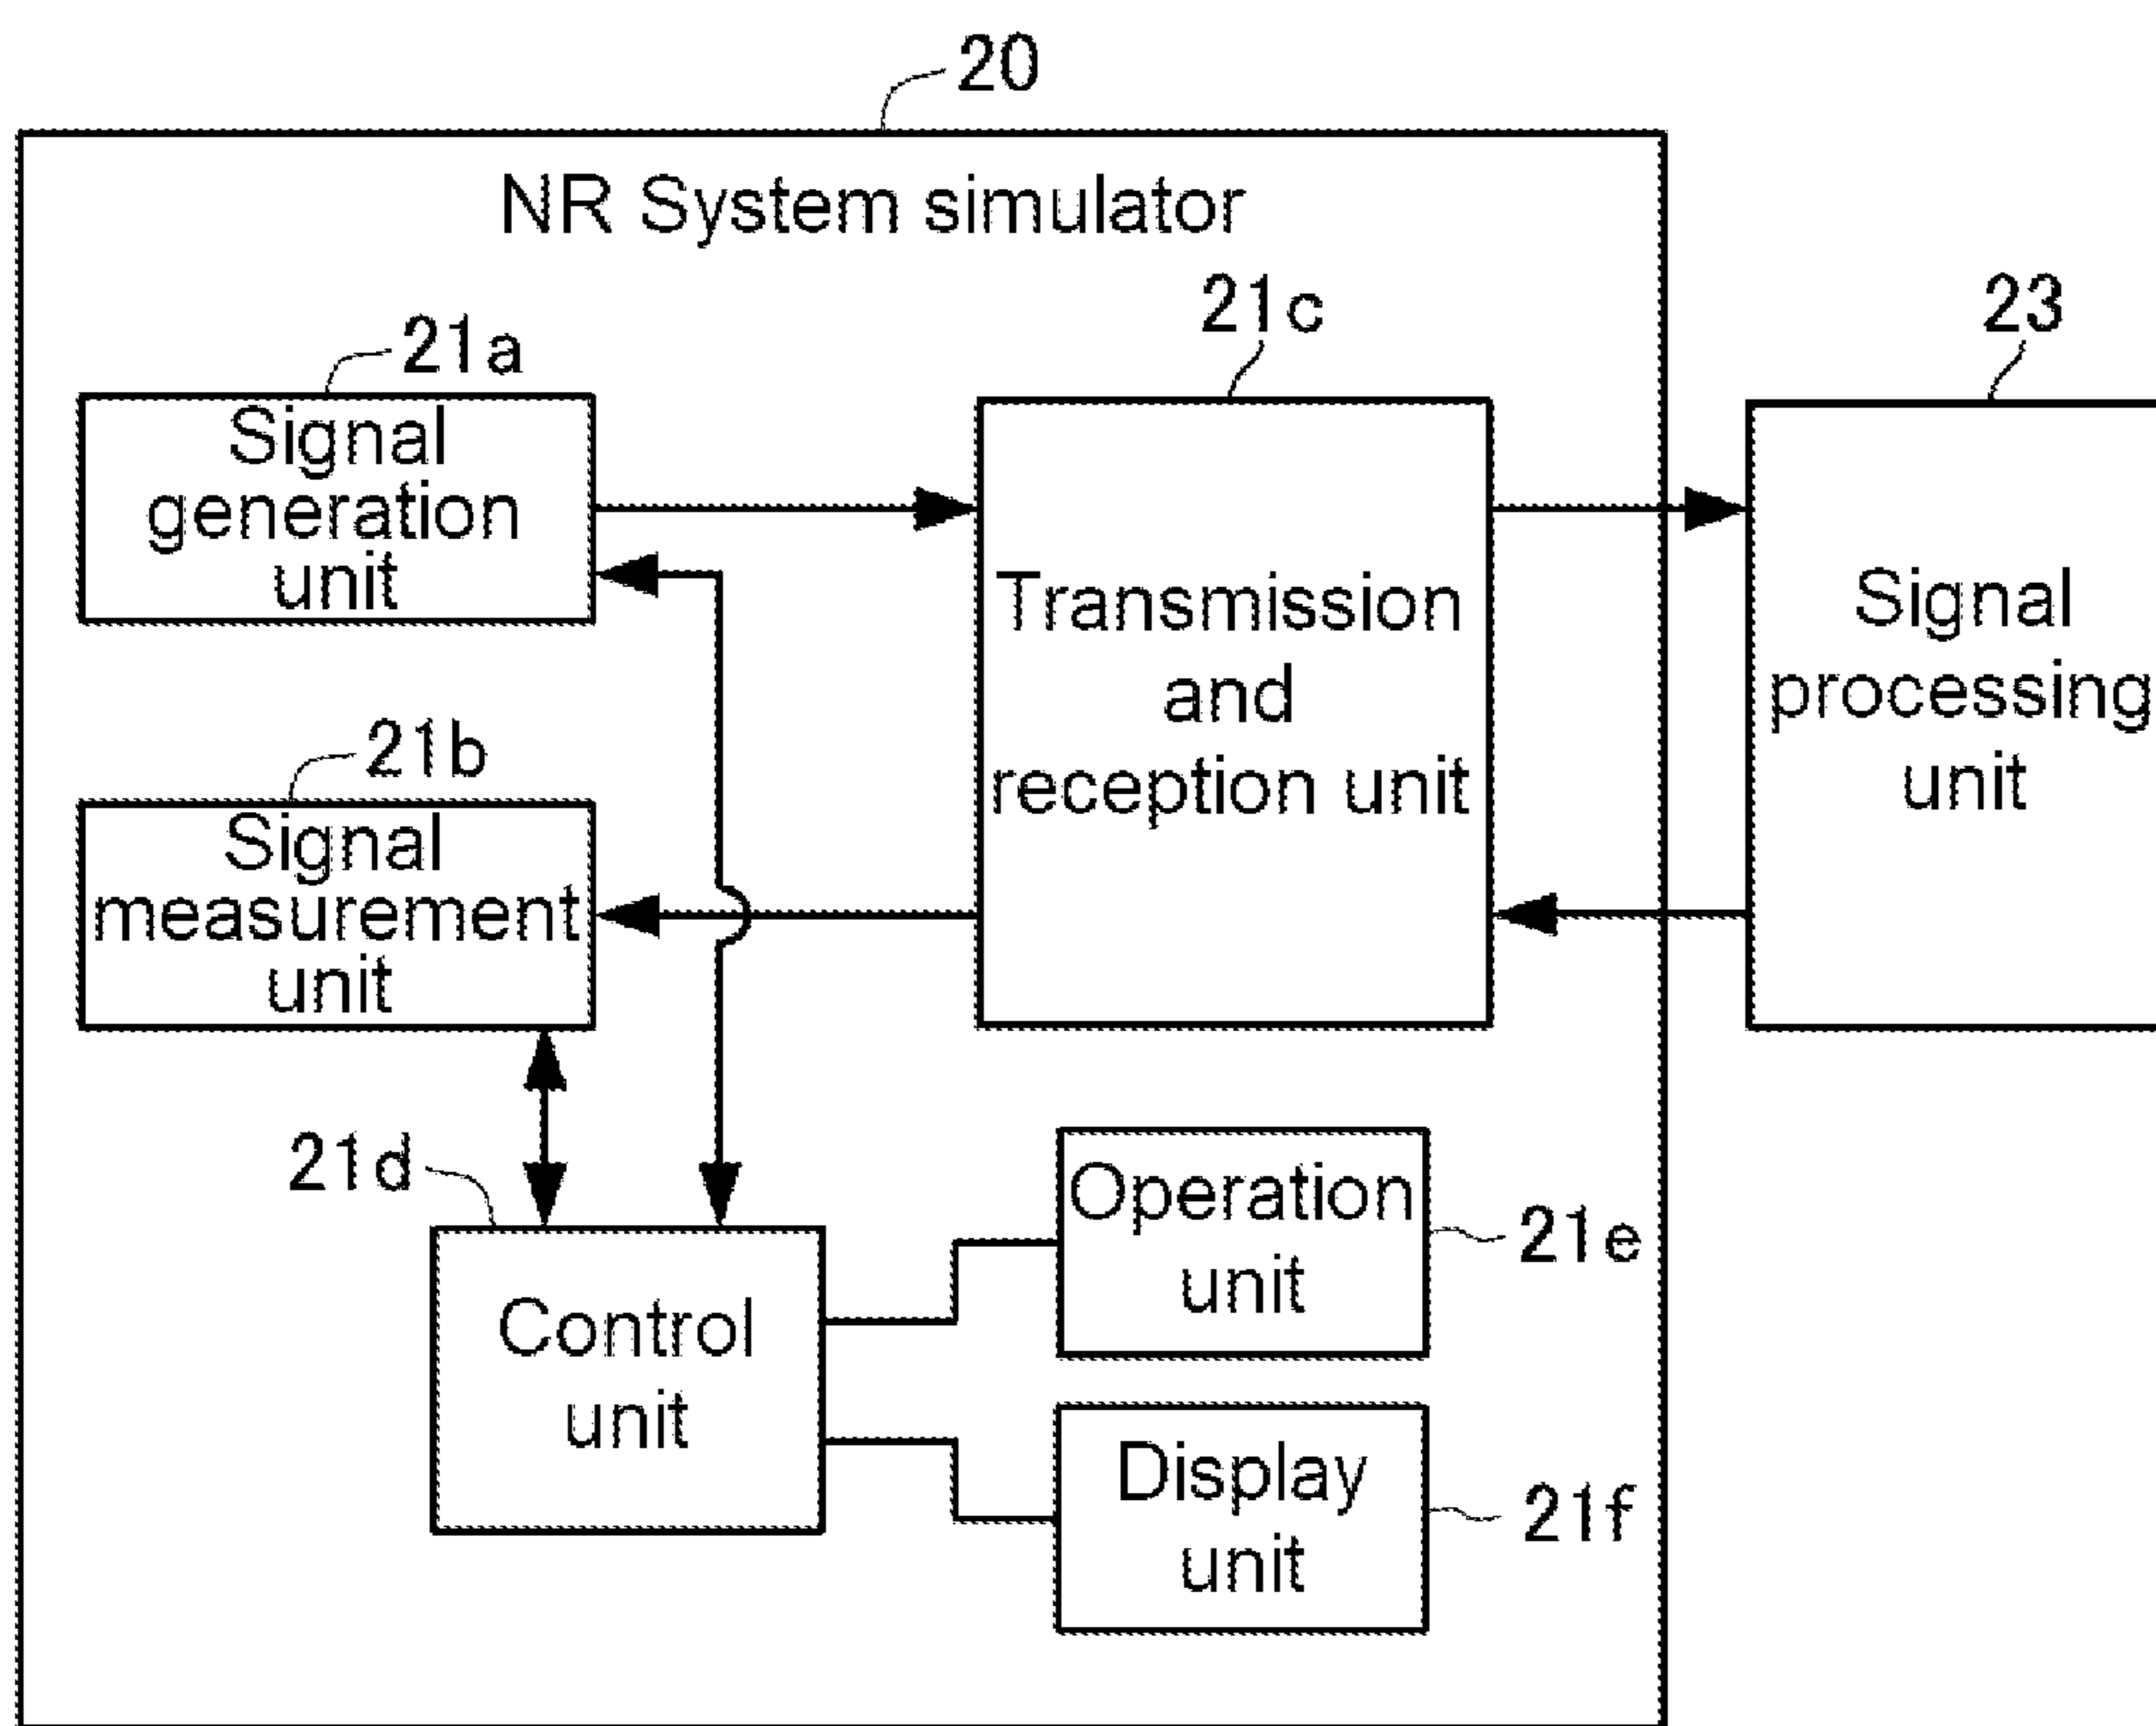 20
NR System simulator
21a
Signal
generation
unit
21c
Transmission
and
reception unit
23
Signal
processing
unit
21b
Signal
measurement
unit
21d
Control
unit
Operation
unit
21e
Display
unit
21f